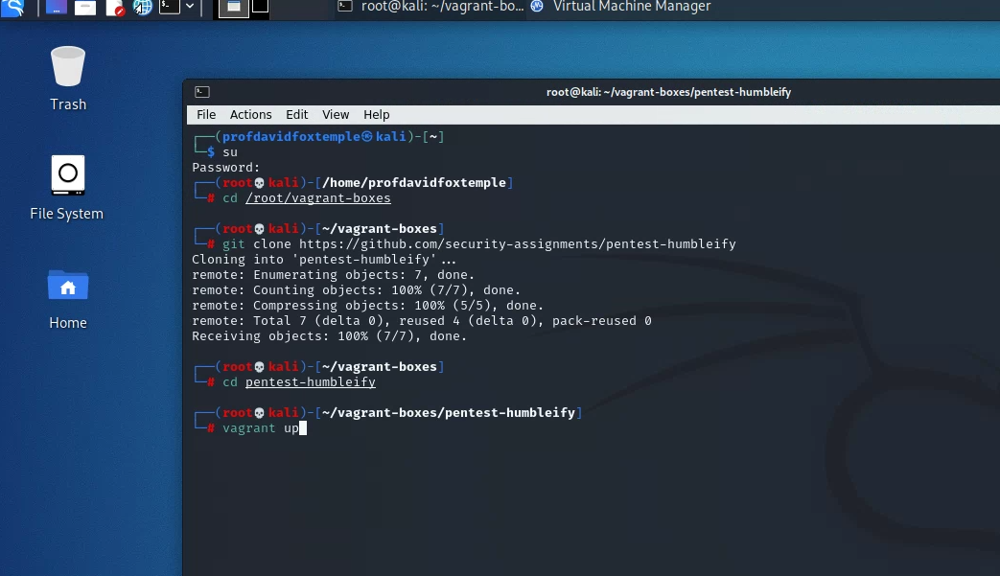 root@kali: ~/vagrant-bo... Virtual Machine Manager
Trash
File System
Home
root@kali: ~/vagrant-boxes/pentest-humbleify
File Actions Edit View Help
┌──(profdavidfoxtemple㉿kali)-[~]
└─$ su
Password:
┌──(root💀kali)-[/home/profdavidfoxtemple]
└─# cd /root/vagrant-boxes
┌──(root💀kali)-[~/vagrant-boxes]
└─# git clone https://github.com/security-assignments/pentest-humbleify
Cloning into 'pentest-humbleify'...
remote: Enumerating objects: 7, done.
remote: Counting objects: 100% (7/7), done.
remote: Compressing objects: 100% (5/5), done.
remote: Total 7 (delta 0), reused 4 (delta 0), pack-reused 0
Receiving objects: 100% (7/7), done.
┌──(root💀kali)-[~/vagrant-boxes]
└─# cd pentest-humbleify
┌──(root💀kali)-[~/vagrant-boxes/pentest-humbleify]
└─# vagrant up